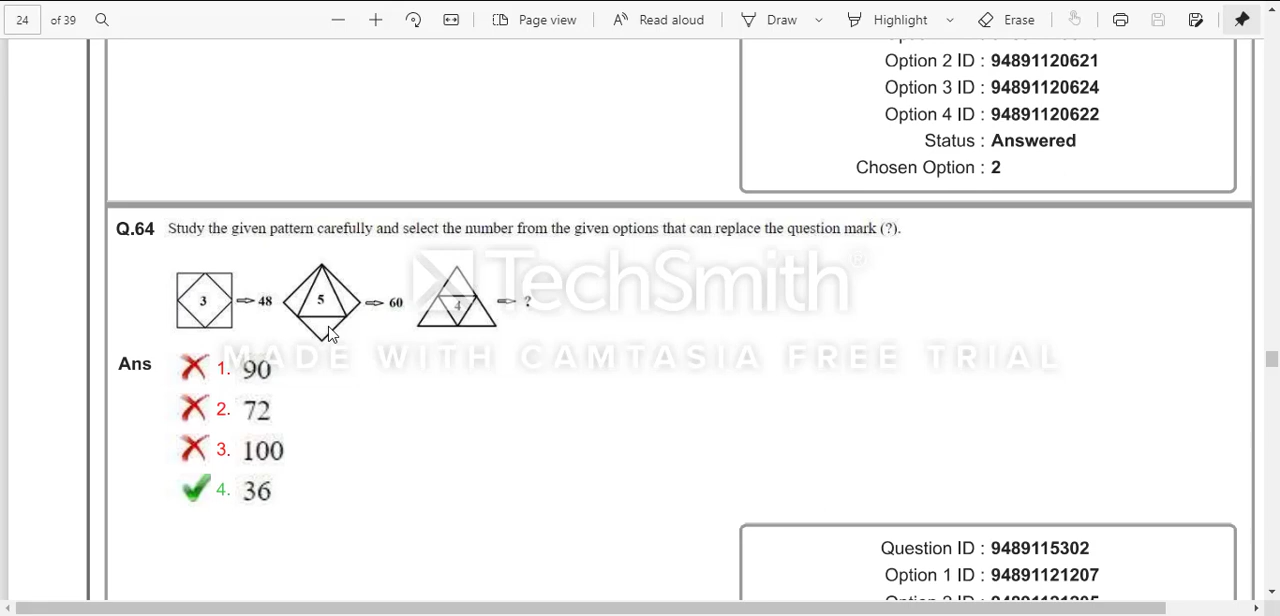 24 of 39 Page view Read aloud Draw Highlight Erase
Option 2 ID : 94891120621
Option 3 ID : 94891120624
Option 4 ID : 94891120622
Status : Answered
Chosen Option : 2
Q.64 Study the given pattern carefully and select the number from the given options that can replace the question mark (?).
TechSmith®
3 ⇒ 48 5 ⇒ 60 4 ⇒ ?
MADE WITH CAMTASIA FREE TRIAL
Ans
1. 90
2. 72
3. 100
4. 36
Question ID : 9489115302
Option 1 ID : 94891121207